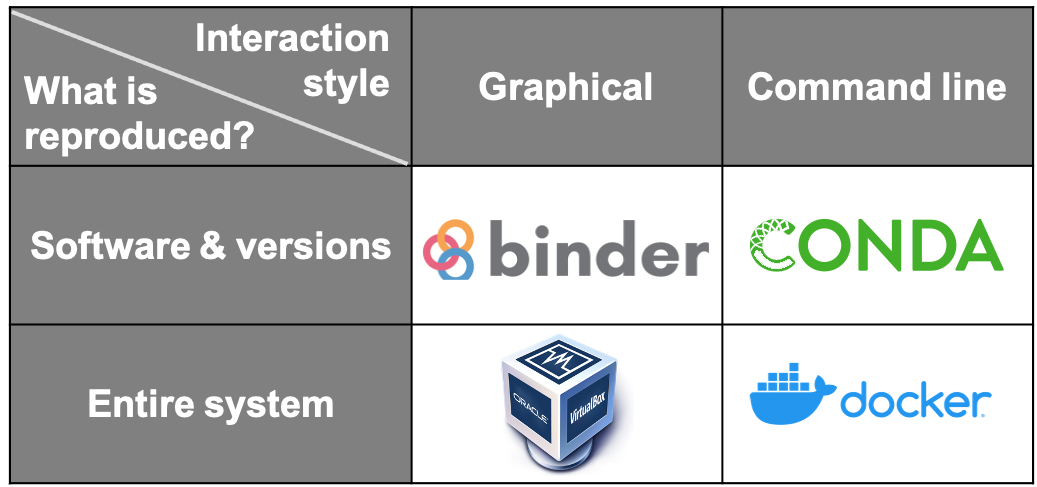 Interaction
style
What is
reproduced?
Graphical
Command line
Software & versions
binder
CONDA
Entire system
ORACLE
VirtualBox
docker